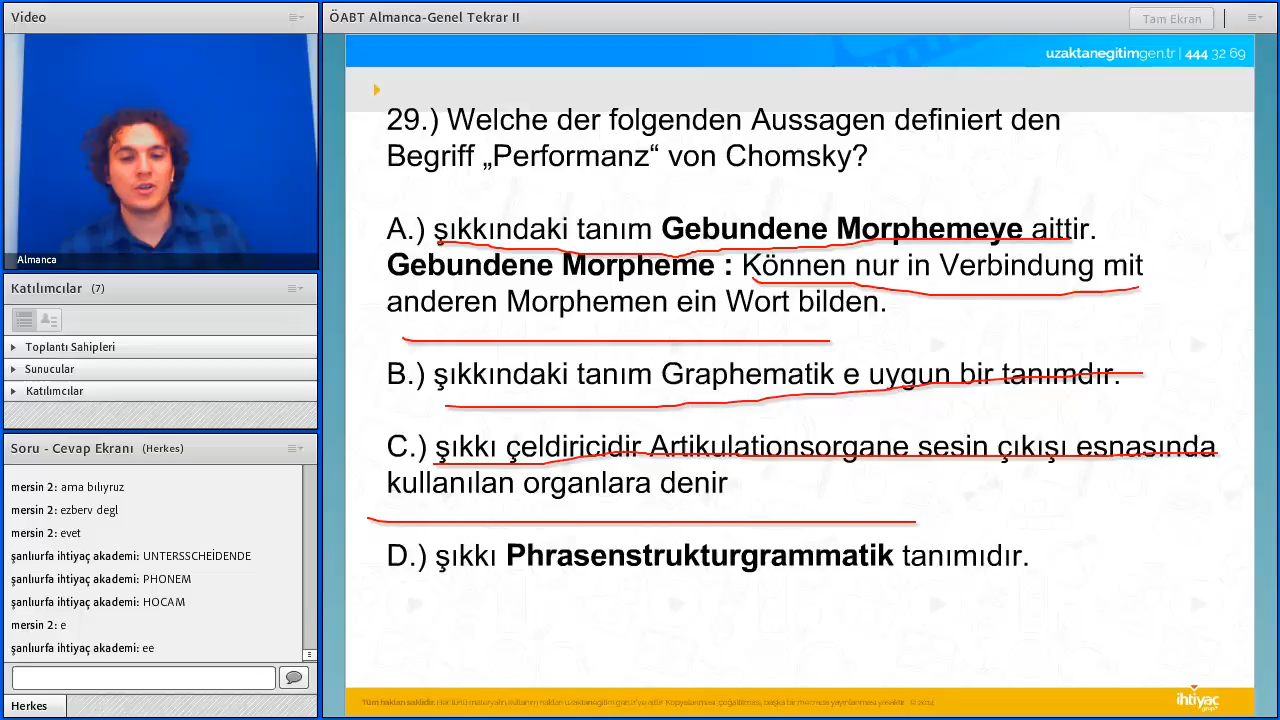 Video
ÖABT Almanca-Genel Tekrar II
Tam Ekran
uzaktanegitimgen.tr | 444 32 69
Almanca
Katılımcılar (7)
Toplantı Sahipleri
Sunucular
Katılımcılar
Soru - Cevap Ekranı (Herkes)
mersin 2: ama bılıyruz
mersin 2: ezberv degl
mersin 2: evet
şanlıurfa ihtiyaç akademi: UNTERSSCHEİDENDE
şanlıurfa ihtiyaç akademi: PHONEM
şanlıurfa ihtiyaç akademi: HOCAM
mersin 2: e
şanlıurfa ihtiyaç akademi: ee
Herkes
29.) Welche der folgenden Aussagen definiert den
Begriff „Performanz“ von Chomsky?
A.) şıkkındaki tanım Gebundene Morphemeye aittir.
Gebundene Morpheme : Können nur in Verbindung mit
anderen Morphemen ein Wort bilden.
B.) şıkkındaki tanım Graphematik e uygun bir tanımdır.
C.) şıkkı çeldiricidir Artikulationsorgane sesin çıkışı esnasında
kullanılan organlara denir
D.) şıkkı Phrasenstrukturgrammatik tanımıdır.
Tüm hakları saklıdır.
© 2014
ihtiyaç